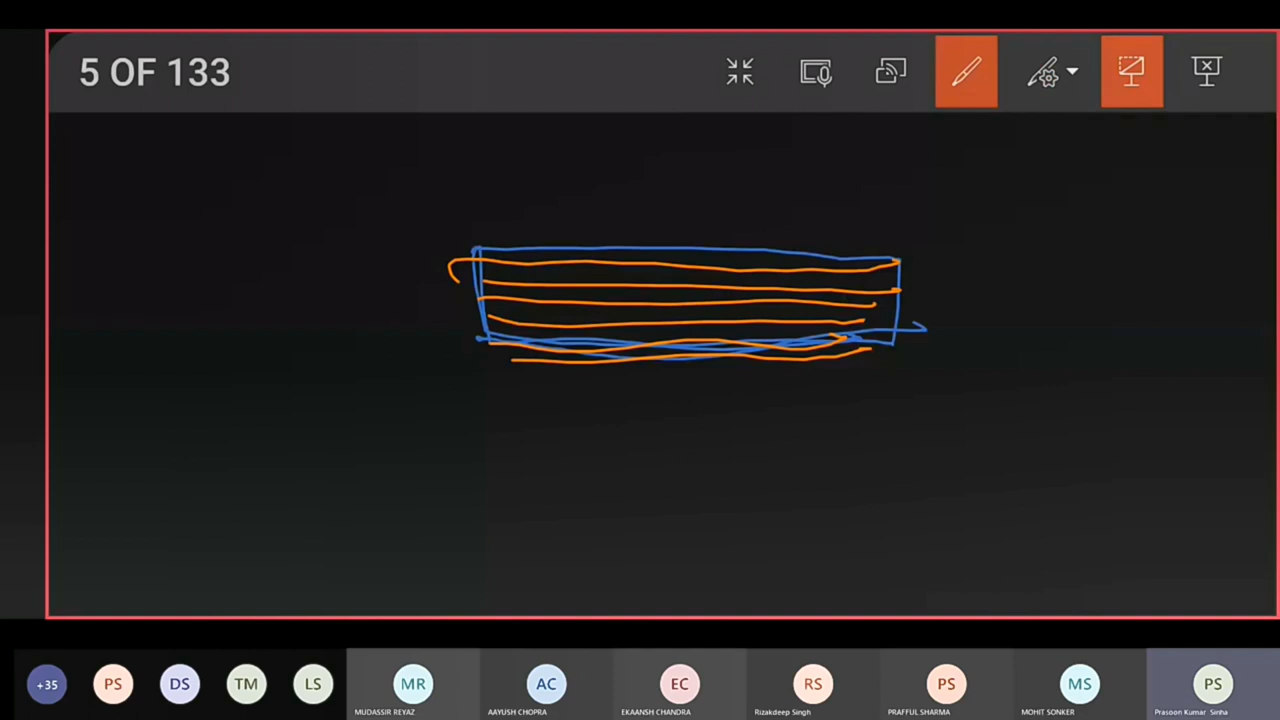 5 OF 133
+35 PS DS TM LS MR AC EC RS PS MS PS
MUDASSIR REYAZ AAYUSH CHOPRA EKAANSH CHANDRA Rizakdeep Singh PRAFFUL SHARMA MOHIT SONKER Prasoon Kumar Sinha